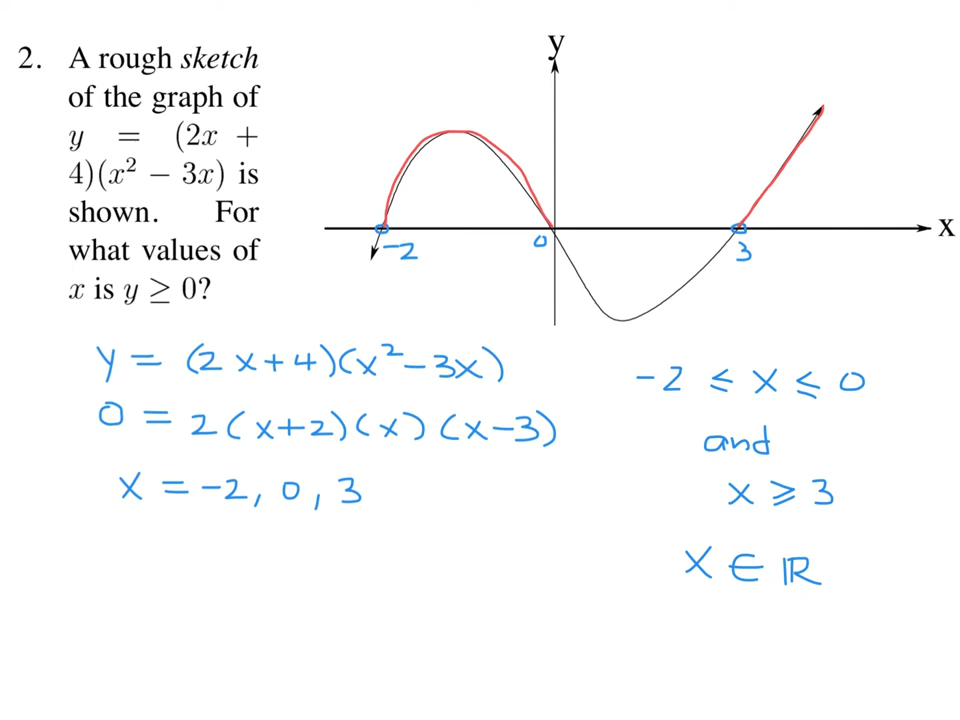 2. A rough sketch
of the graph of
y = (2x +
4)(x² − 3x) is
shown. For
what values of
x is y ≥ 0?
y
x
-2
0
3
y = (2x+4)(x²-3x)
0 = 2(x+2)(x)(x-3)
x = -2, 0, 3
-2 ≤ x ≤ 0
and
x ≥ 3
x ∈ ℝ